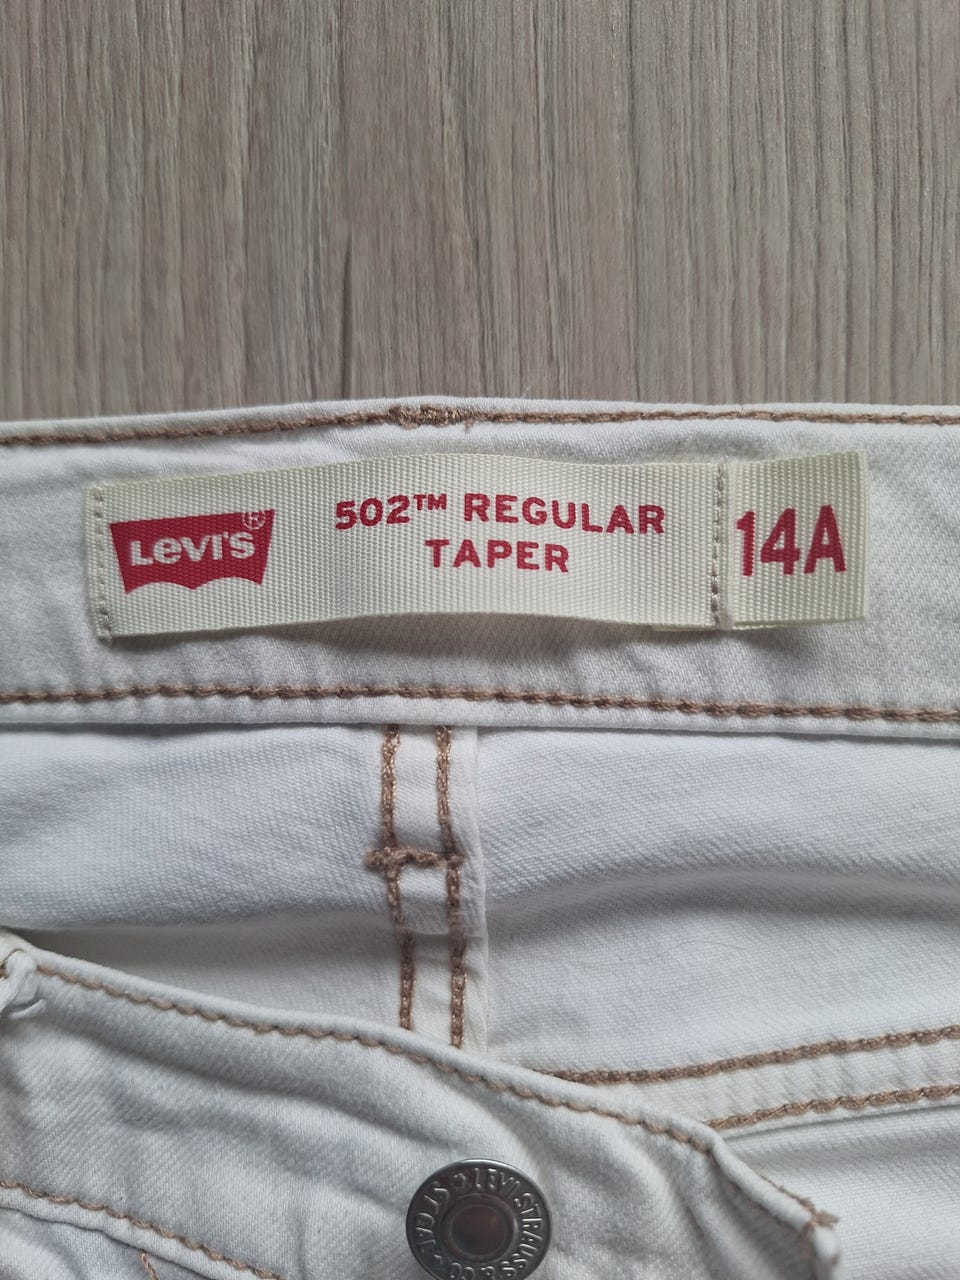 LEVI'S®
502™ REGULAR
TAPER
14A
LEVI STRAUSS & CO